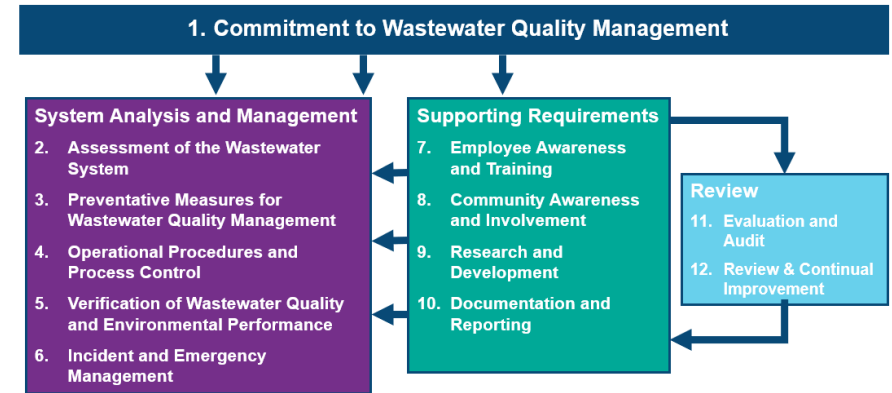 1. Commitment to Wastewater Quality Management
System Analysis and Management
2. Assessment of the Wastewater
System
3. Preventative Measures for
Wastewater Quality Management
4. Operational Procedures and
Process Control
5. Verification of Wastewater Quality
and Environmental Performance
6. Incident and Emergency
Management
Supporting Requirements
7. Employee Awareness
and Training
8. Community Awareness
and Involvement
9. Research and
Development
10. Documentation and
Reporting
Review
11. Evaluation and
Audit
12. Review & Continual
Improvement